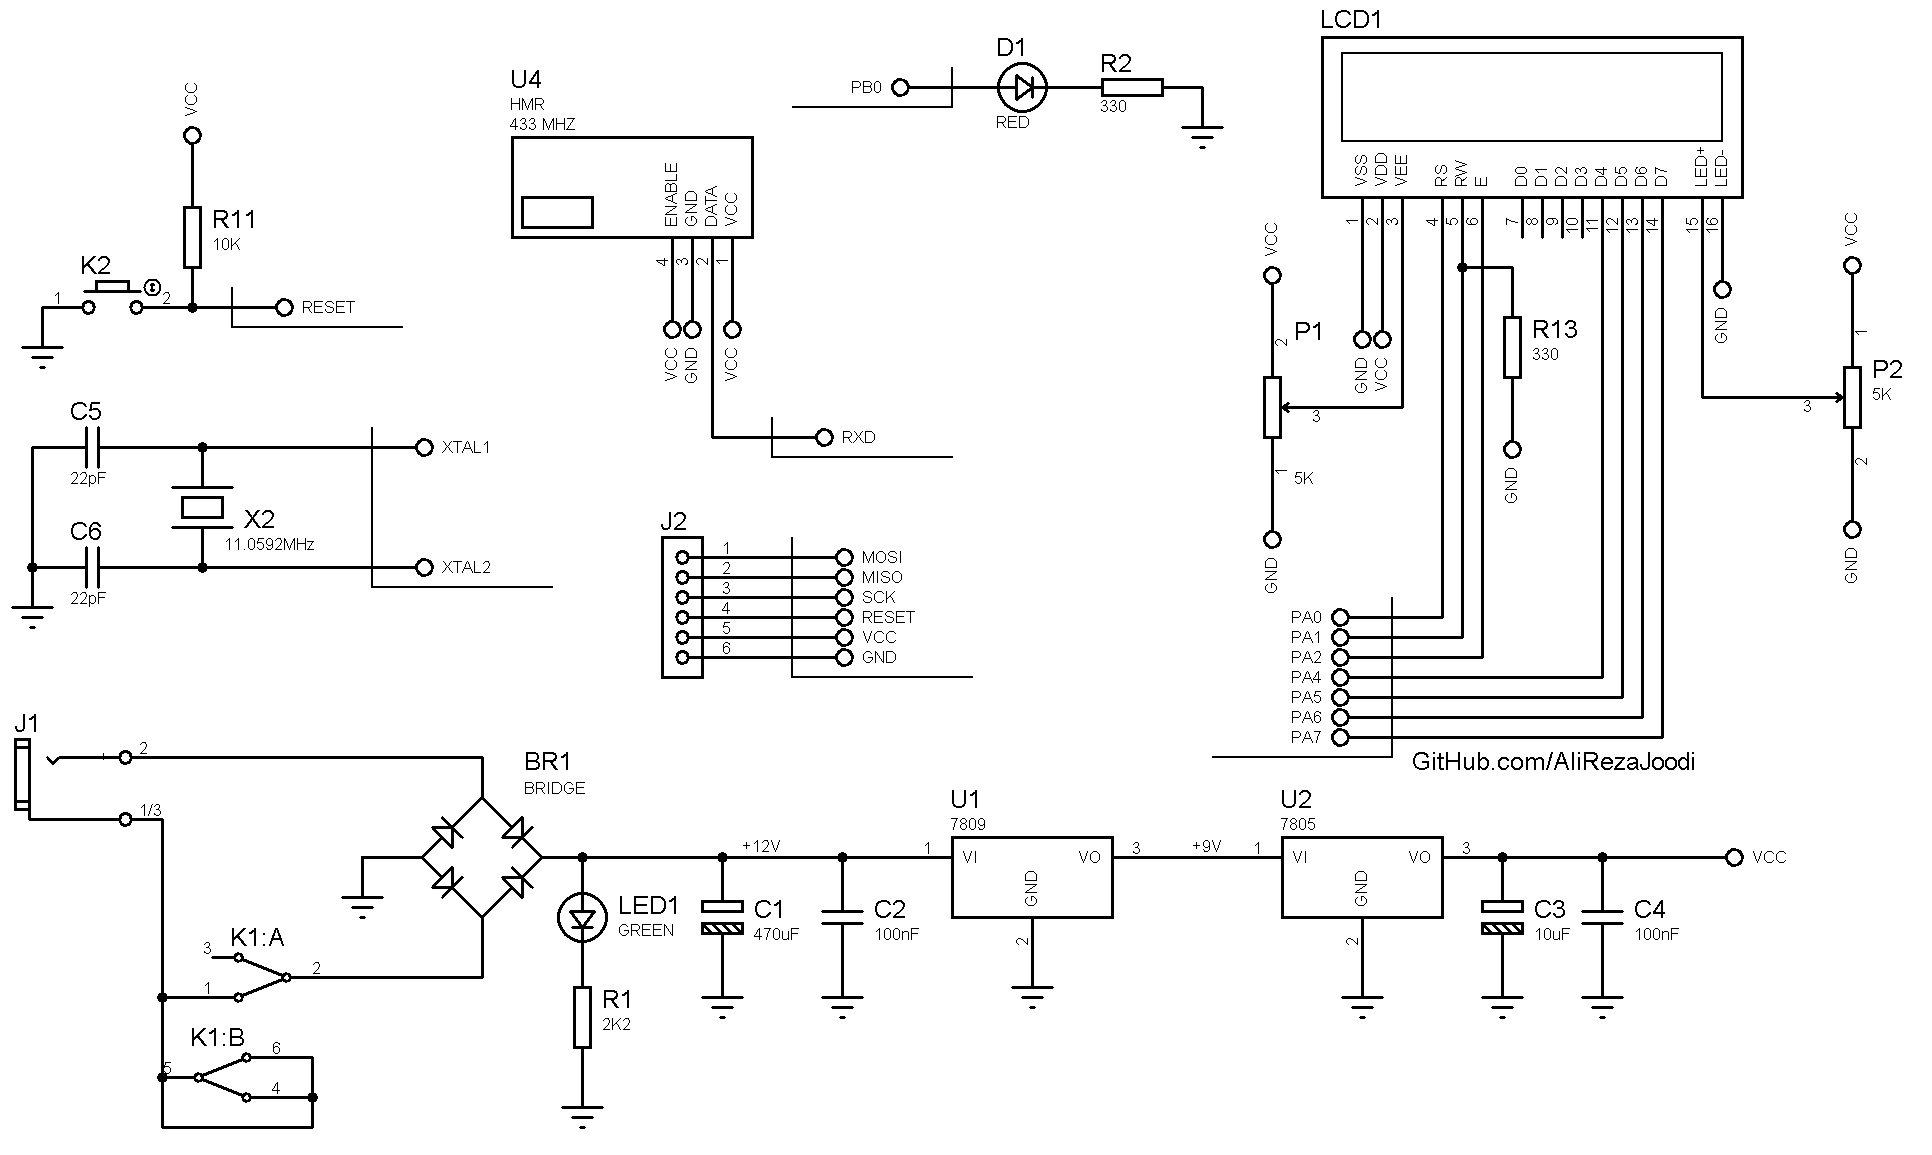 VCC
R11
10K
K2
1
2
RESET
C5
22pF
XTAL1
X2
11.0592MHz
C6
22pF
XTAL2
U4
HMR
433 MHZ
ENABLE
GND
DATA
VCC
4
3
2
1
VCC
GND
VCC
RXD
PB0
D1
RED
R2
330
J2
1
MOSI
2
MISO
3
SCK
4
RESET
5
VCC
6
GND
LCD1
VSS
VDD
VEE
RS
RW
E
D0
D1
D2
D3
D4
D5
D6
D7
LED+
LED-
1
2
3
4
5
6
7
8
9
10
11
12
13
14
15
16
VCC
2
P1
3
1
5K
GND
GND
VCC
R13
330
GND
GND
VCC
1
P2
5K
3
2
GND
PA0
PA1
PA2
PA4
PA5
PA6
PA7
GitHub.com/AliRezaJoodi
J1
2
1/3
BR1
BRIDGE
K1:A
3
2
1
K1:B
6
5
4
LED1
GREEN
R1
2K2
+12V
C1
470uF
C2
100nF
U1
7809
1
VI
VO
3
GND
2
+9V
U2
7805
1
VI
VO
3
GND
2
C3
10uF
C4
100nF
VCC